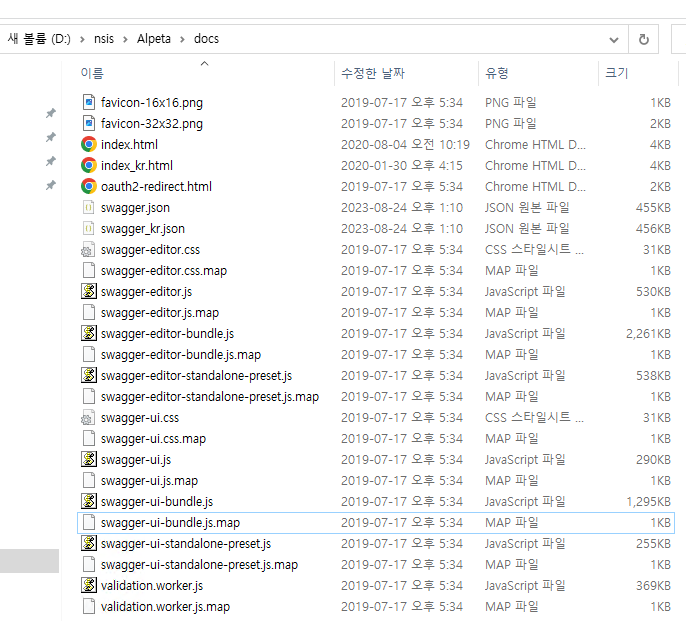 새 볼륨 (D:) > nsis > Alpeta > docs
이름 수정한 날짜 유형 크기
favicon-16x16.png 2019-07-17 오후 5:34 PNG 파일 1KB
favicon-32x32.png 2019-07-17 오후 5:34 PNG 파일 2KB
index.html 2020-08-04 오전 10:19 Chrome HTML D... 4KB
index_kr.html 2020-01-30 오후 4:15 Chrome HTML D... 4KB
oauth2-redirect.html 2019-07-17 오후 5:34 Chrome HTML D... 2KB
swagger.json 2023-08-24 오후 1:10 JSON 원본 파일 455KB
swagger_kr.json 2023-08-24 오후 1:10 JSON 원본 파일 456KB
swagger-editor.css 2019-07-17 오후 5:34 CSS 스타일시트 ... 31KB
swagger-editor.css.map 2019-07-17 오후 5:34 MAP 파일 1KB
swagger-editor.js 2019-07-17 오후 5:34 JavaScript 파일 530KB
swagger-editor.js.map 2019-07-17 오후 5:34 MAP 파일 1KB
swagger-editor-bundle.js 2019-07-17 오후 5:34 JavaScript 파일 2,261KB
swagger-editor-bundle.js.map 2019-07-17 오후 5:34 MAP 파일 1KB
swagger-editor-standalone-preset.js 2019-07-17 오후 5:34 JavaScript 파일 538KB
swagger-editor-standalone-preset.js.map 2019-07-17 오후 5:34 MAP 파일 1KB
swagger-ui.css 2019-07-17 오후 5:34 CSS 스타일시트 ... 31KB
swagger-ui.css.map 2019-07-17 오후 5:34 MAP 파일 1KB
swagger-ui.js 2019-07-17 오후 5:34 JavaScript 파일 290KB
swagger-ui.js.map 2019-07-17 오후 5:34 MAP 파일 1KB
swagger-ui-bundle.js 2019-07-17 오후 5:34 JavaScript 파일 1,295KB
swagger-ui-bundle.js.map 2019-07-17 오후 5:34 MAP 파일 1KB
swagger-ui-standalone-preset.js 2019-07-17 오후 5:34 JavaScript 파일 255KB
swagger-ui-standalone-preset.js.map 2019-07-17 오후 5:34 MAP 파일 1KB
validation.worker.js 2019-07-17 오후 5:34 JavaScript 파일 369KB
validation.worker.js.map 2019-07-17 오후 5:34 MAP 파일 1KB